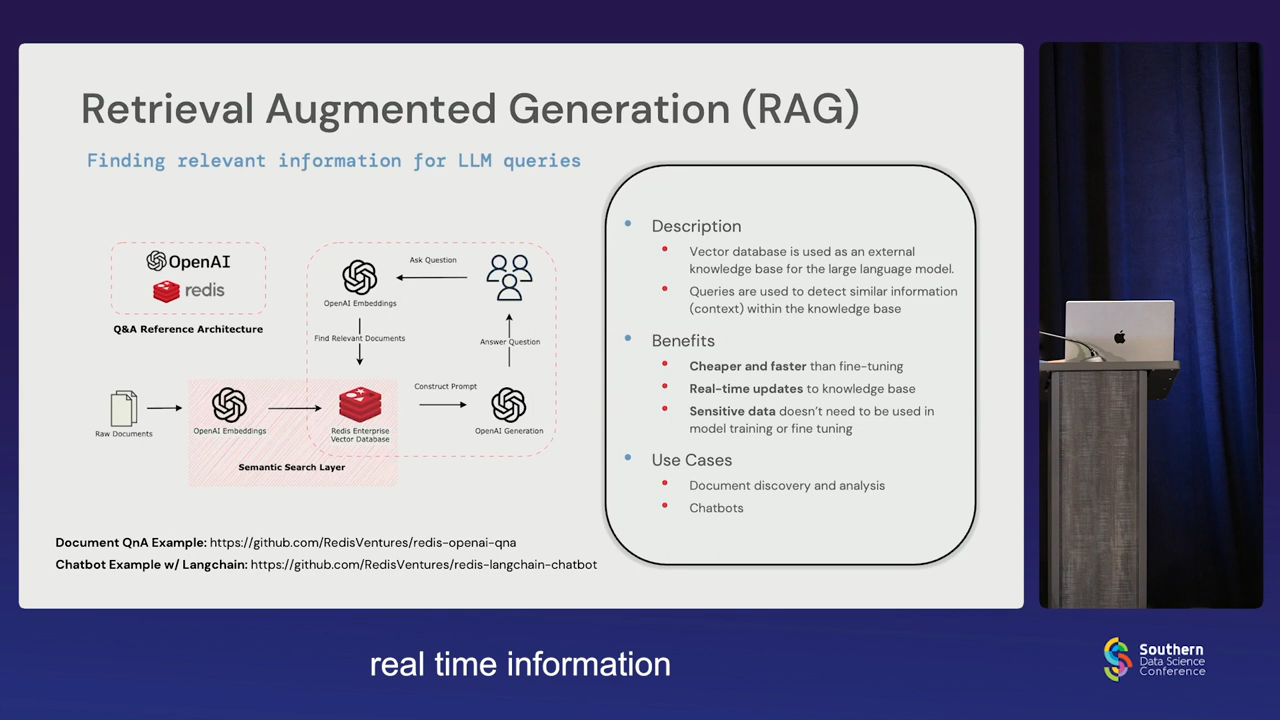 Retrieval Augmented Generation (RAG)
Finding relevant information for LLM queries
OpenAI
redis
Q&A Reference Architecture
Ask Question
OpenAI Embeddings
Find Relevant Documents
Answer Question
Construct Prompt
Raw Documents
OpenAI Embeddings
Redis Enterprise
Vector Database
OpenAI Generation
Semantic Search Layer
Document QnA Example: https://github.com/RedisVentures/redis-openai-qna
Chatbot Example w/ Langchain: https://github.com/RedisVentures/redis-langchain-chatbot
Description
Vector database is used as an external
knowledge base for the large language model.
Queries are used to detect similar information
(context) within the knowledge base
Benefits
Cheaper and faster than fine-tuning
Real-time updates to knowledge base
Sensitive data doesn't need to be used in
model training or fine tuning
Use Cases
Document discovery and analysis
Chatbots
real time information
Southern
Data Science
Conference